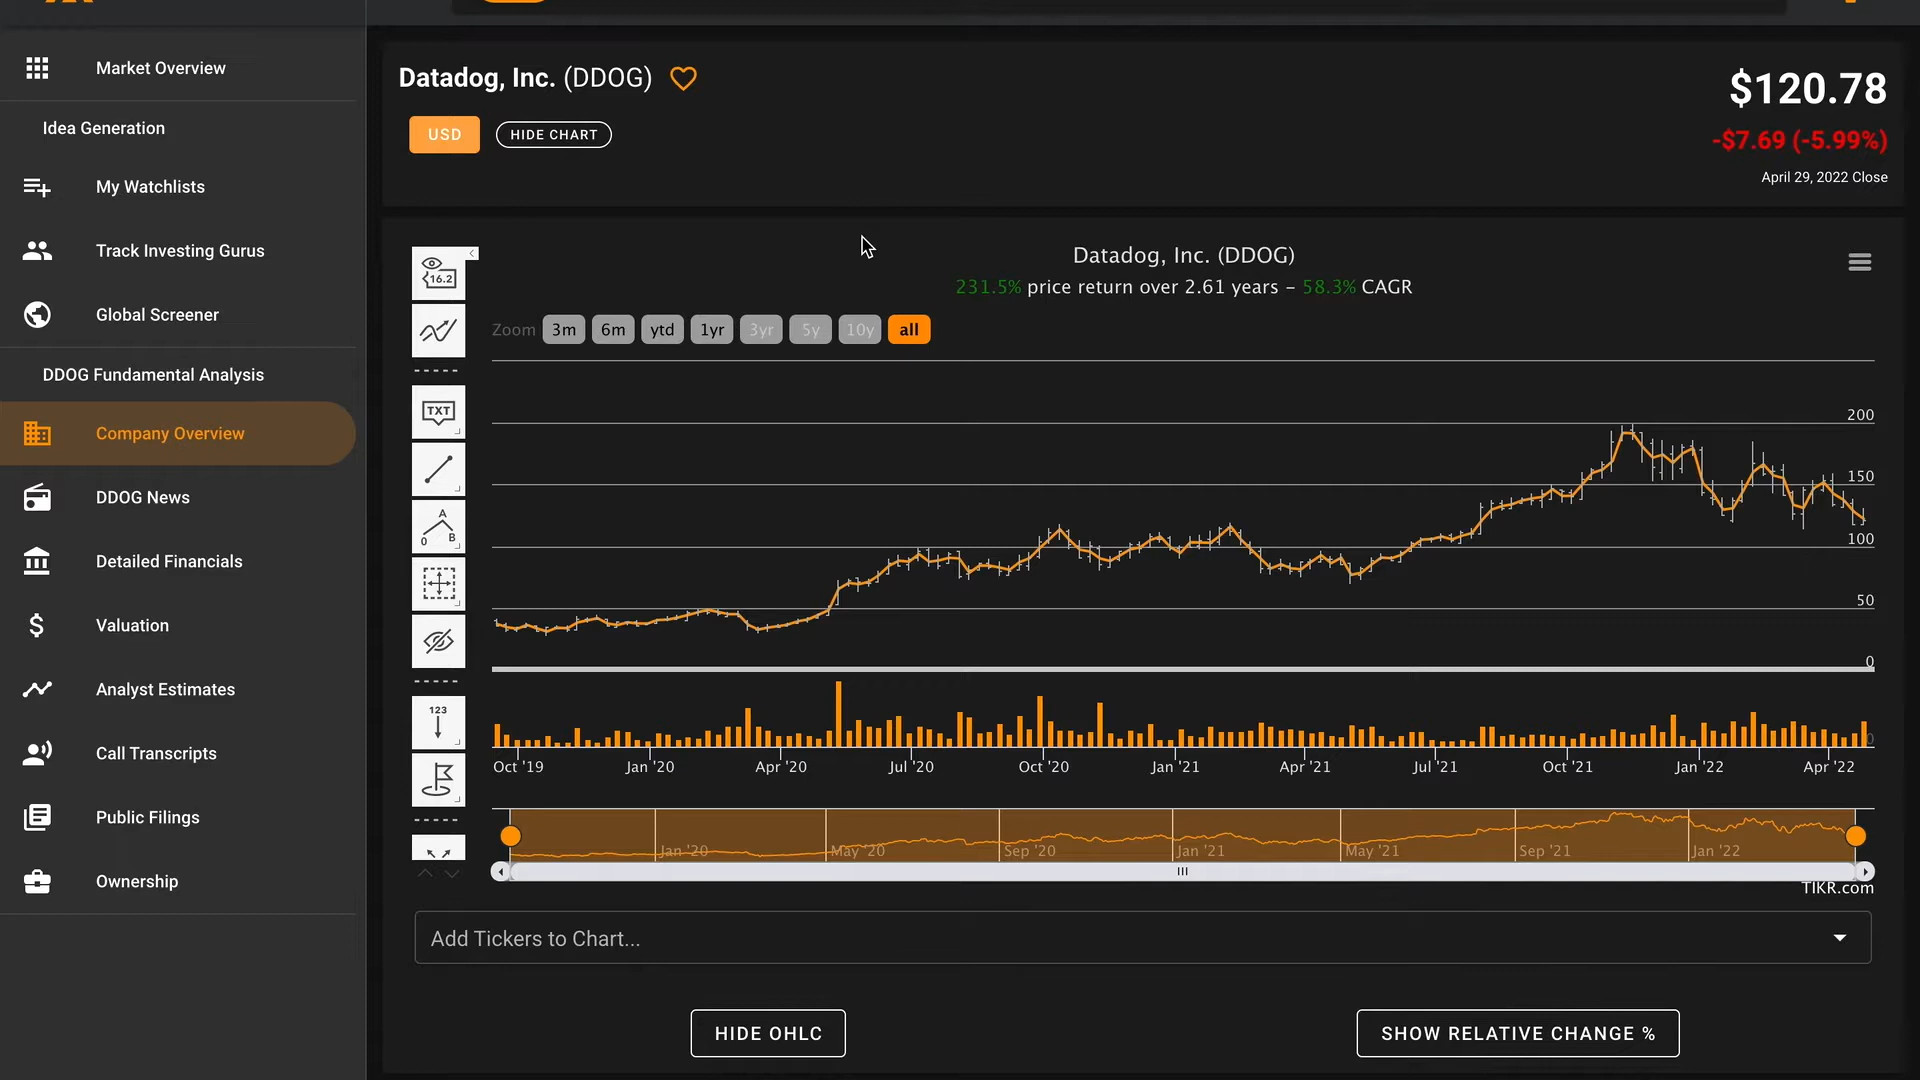 Market Overview
Idea Generation
My Watchlists
Track Investing Gurus
Global Screener
DDOG Fundamental Analysis
Company Overview
DDOG News
Detailed Financials
Valuation
Analyst Estimates
Call Transcripts
Public Filings
Ownership
Datadog, Inc. (DDOG)
USD HIDE CHART
$120.78
-$7.69 (-5.99%)
April 29, 2022 Close
16.2
TXT
A
0 B
123
Datadog, Inc. (DDOG)
231.5% price return over 2.61 years – 58.3% CAGR
Zoom 3m 6m ytd 1yr 3yr 5y 10y all
200
150
100
50
0
0
Oct '19 Jan '20 Apr '20 Jul '20 Oct '20 Jan '21 Apr '21 Jul '21 Oct '21 Jan '22 Apr '22
Jan '20 May '20 Sep '20 Jan '21 May '21 Sep '21 Jan '22
TIKR.com
Add Tickers to Chart...
HIDE OHLC SHOW RELATIVE CHANGE %